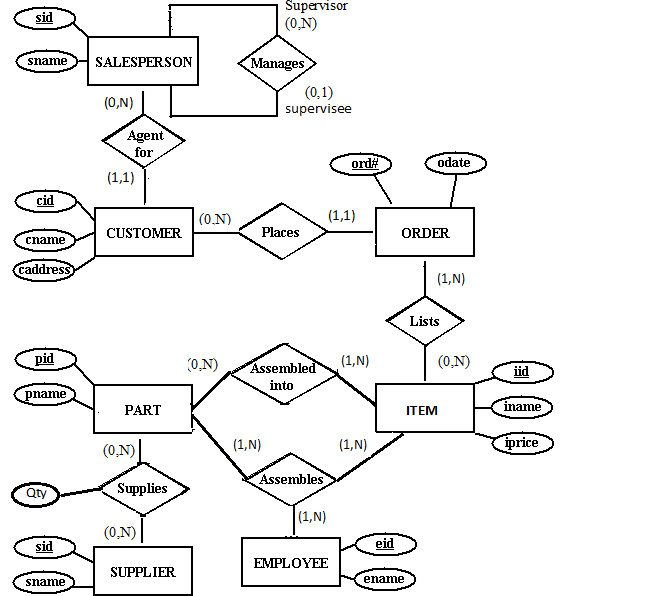 Supervisor
sid
(0,N)
sname
SALESPERSON
Manages
(0,N)
(0,1)
supervisee
Agent
for
(1,1)
ord#
odate
cid
(0.N)
(1,1)
cname
CUSTOMER
Places
ORDER
caddress
(1,N)
Lists
pid
(0,N)
Assembled
into
(1,N)
(0,N)
iid
pname
PART
ITEM
iname
(0,N)
(1,N)
(1,N)
iprice
Qty
Supplies
Assembles
(0,N)
(1,N)
sid
SUPPLIER
sname
EMPLOYEE
eid
ename